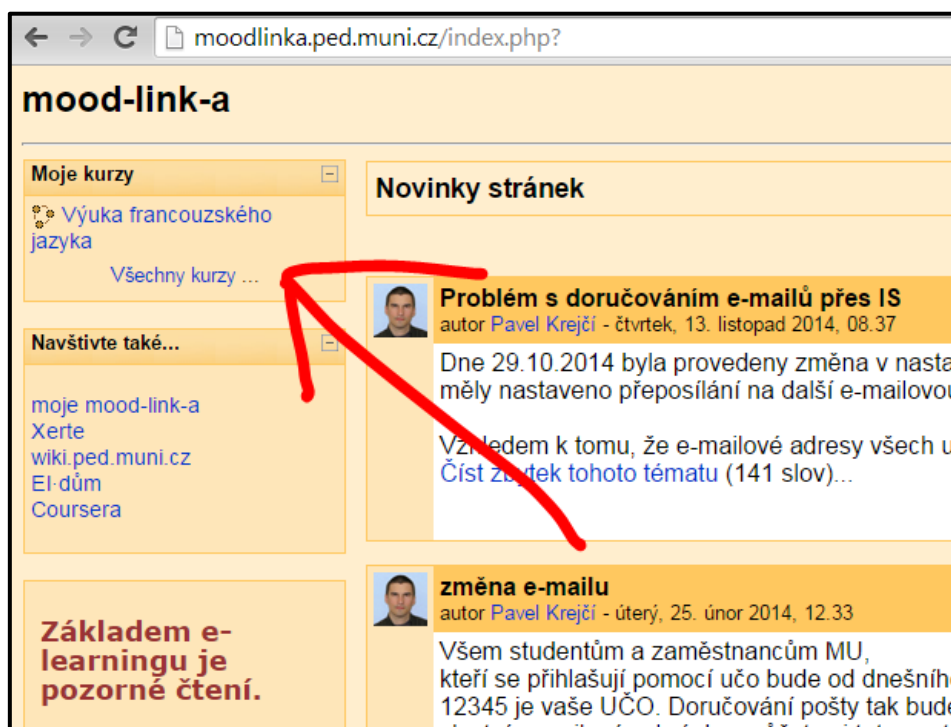 moodlinka.ped.muni.cz/index.php?
mood-link-a
Moje kurzy
Výuka francouzského
jazyka
Všechny kurzy ...
Navštivte také...
moje mood-link-a
Xerte
wiki.ped.muni.cz
El·dům
Coursera
Základem e-
learningu je
pozorné čtení.
Novinky stránek
Problém s doručováním e-mailů přes IS
autor Pavel Krejčí - čtvrtek, 13. listopad 2014, 08.37
Dne 29.10.2014 byla provedeny změna v nasta
měly nastaveno přeposílání na další e-mailovou
Vzhledem k tomu, že e-mailové adresy všech u
Číst zbytek tohoto tématu (141 slov)...
změna e-mailu
autor Pavel Krejčí - úterý, 25. únor 2014, 12.33
Všem studentům a zaměstnancům MU,
kteří se přihlašují pomocí učo bude od dnešního
12345 je vaše UČO. Doručování pošty tak bude